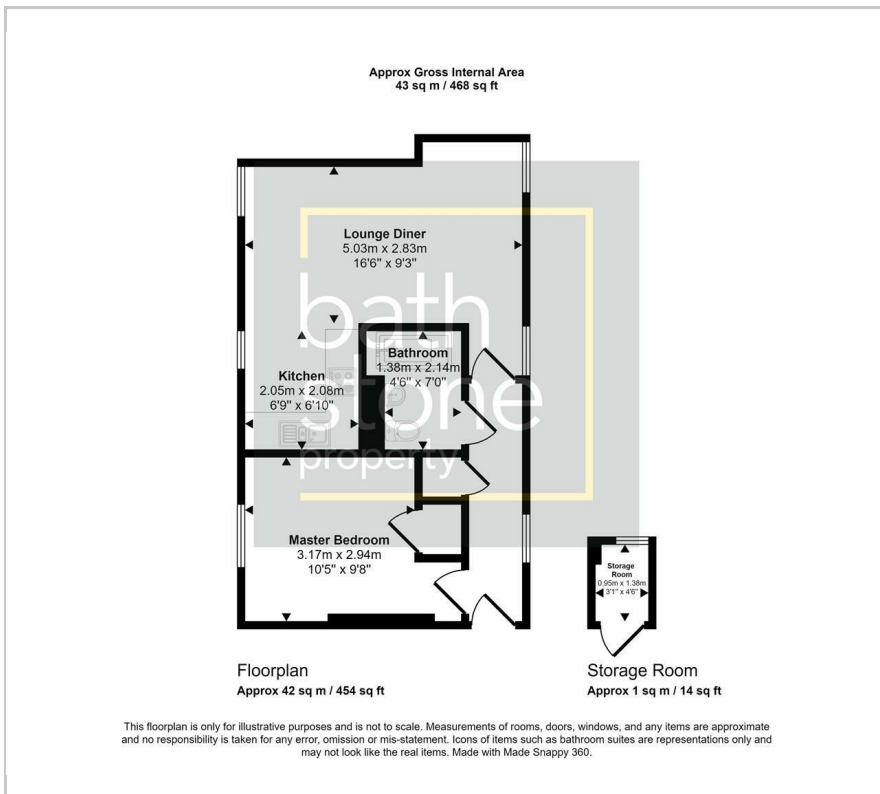 Approx Gross Internal Area
43 sq m / 468 sq ft
Lounge Diner
5.03m x 2.83m
16'6" x 9'3"
bath
stone
property
Bathroom
1.38m x 2.14m
4'6" x 7'0"
Kitchen
2.05m x 2.08m
6'9" x 6'10"
Master Bedroom
3.17m x 2.94m
10'5" x 9'8"
Storage
Room
0.95m x 1.38m
3'1" x 4'6"
Floorplan
Approx 42 sq m / 454 sq ft
Storage Room
Approx 1 sq m / 14 sq ft
This floorplan is only for illustrative purposes and is not to scale. Measurements of rooms, doors, windows, and any items are approximate
and no responsibility is taken for any error, omission or mis-statement. Icons of items such as bathroom suites are representations only and
may not look like the real items. Made with Made Snappy 360.